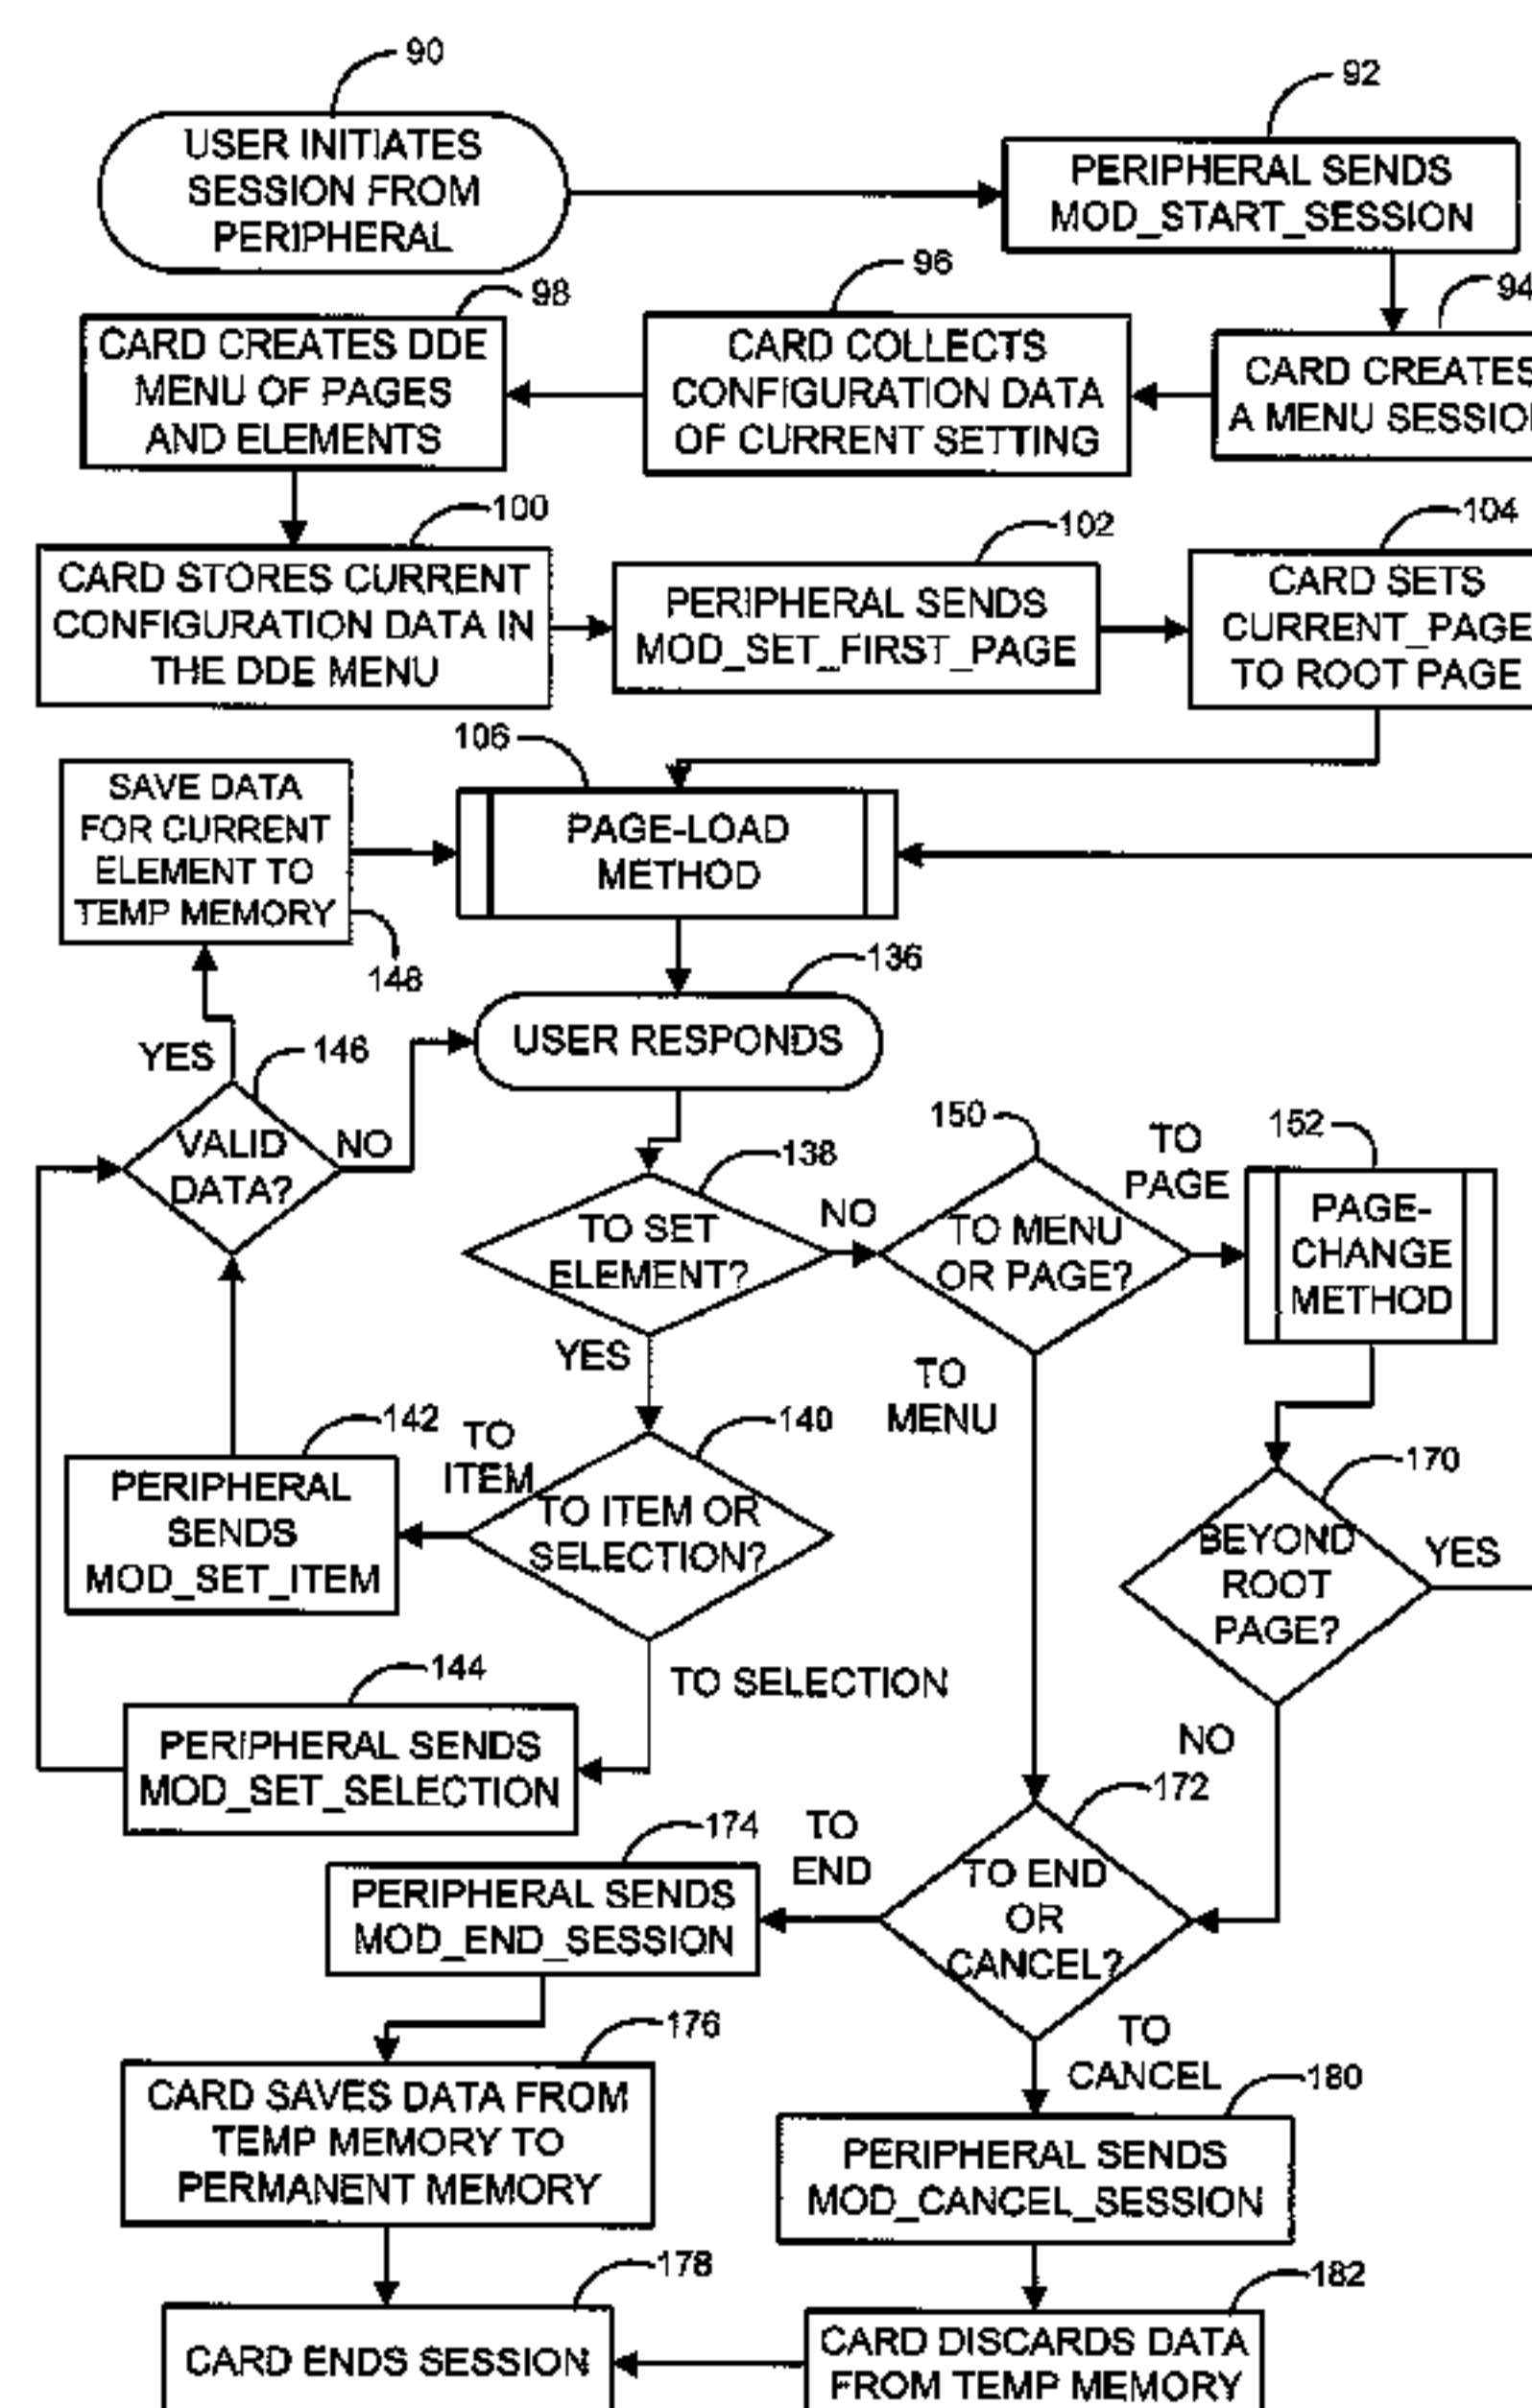 90
USER INITIATES
SESSION FROM
PERIPHERAL
92
PERIPHERAL SENDS
MOD_START_SESSION
94
CARD CREATES
A MENU
96
CARD COLLECTS
CONFIGURATION DATA
OF CURRENT SETTING
98
CARD CREATES DDE
MENU OF PAGES
AND ELEMENTS
100
CARD STORES CURRENT
CONFIGURATION DATA IN
THE DDE MENU
102
PERIPHERAL SENDS
MOD_SET_FIRST_PAGE
104
CARD SETS
CURRENT_PAGE
TO ROOT PAGE
106
PAGE-LOAD
METHOD
SAVE DATA
FOR CURRENT
ELEMENT TO
TEMP MEMORY
148
136
USER RESPONDS
YES
146
VALID
DATA?
NO
138
TO SET
ELEMENT?
NO
150
TO MENU
OR PAGE?
TO
PAGE
152
PAGE-
CHANGE
METHOD
YES
TO
MENU
140
TO ITEM OR
SELECTION?
TO
ITEM
142
PERIPHERAL
SENDS
MOD_SET_ITEM
170
BEYOND
ROOT
PAGE?
YES
NO
TO SELECTION
144
PERIPHERAL SENDS
MOD_SET_SELECTION
172
TO END
OR
CANCEL?
TO
END
174
PERIPHERAL SENDS
MOD_END_SESSION
176
CARD SAVES DATA FROM
TEMP MEMORY TO
PERMANENT MEMORY
TO
CANCEL
180
PERIPHERAL SENDS
MOD_CANCEL_SESSION
178
CARD ENDS SESSION
182
CARD DISCARDS DATA
FROM TEMP MEMORY